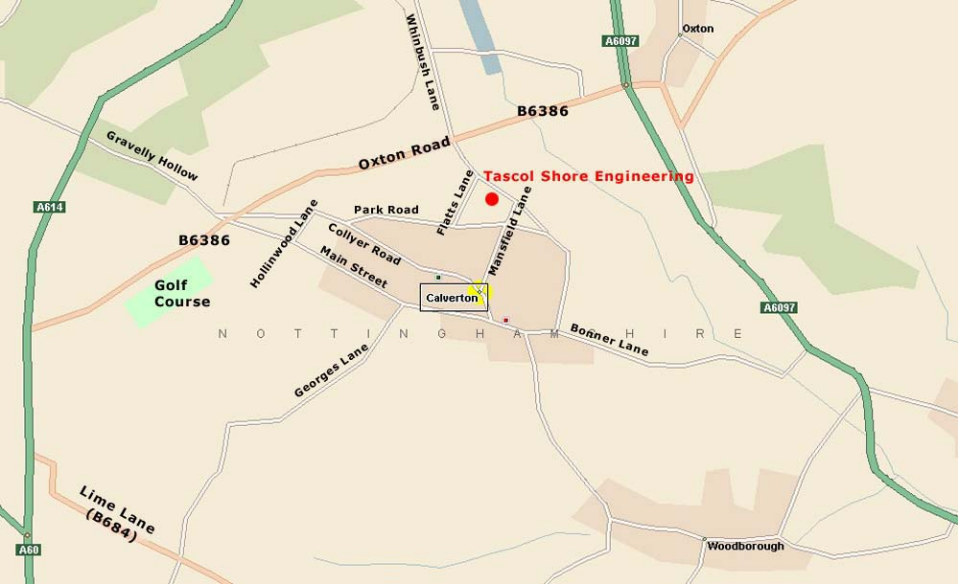 Oxton
A6097
Whinbush Lane
B6386
Gravelly Hollow
Oxton Road
Tascol Shore Engineering
A614
Flatts Lane
Park Road
Mansfield Lane
Hollinwood Lane
B6386
Collyer Road
Main Street
Golf
Course
Calverton
A6097
NOTTINGHAMSHIRE
Bonner Lane
Georges Lane
Lime Lane
(B684)
A60
Woodborough